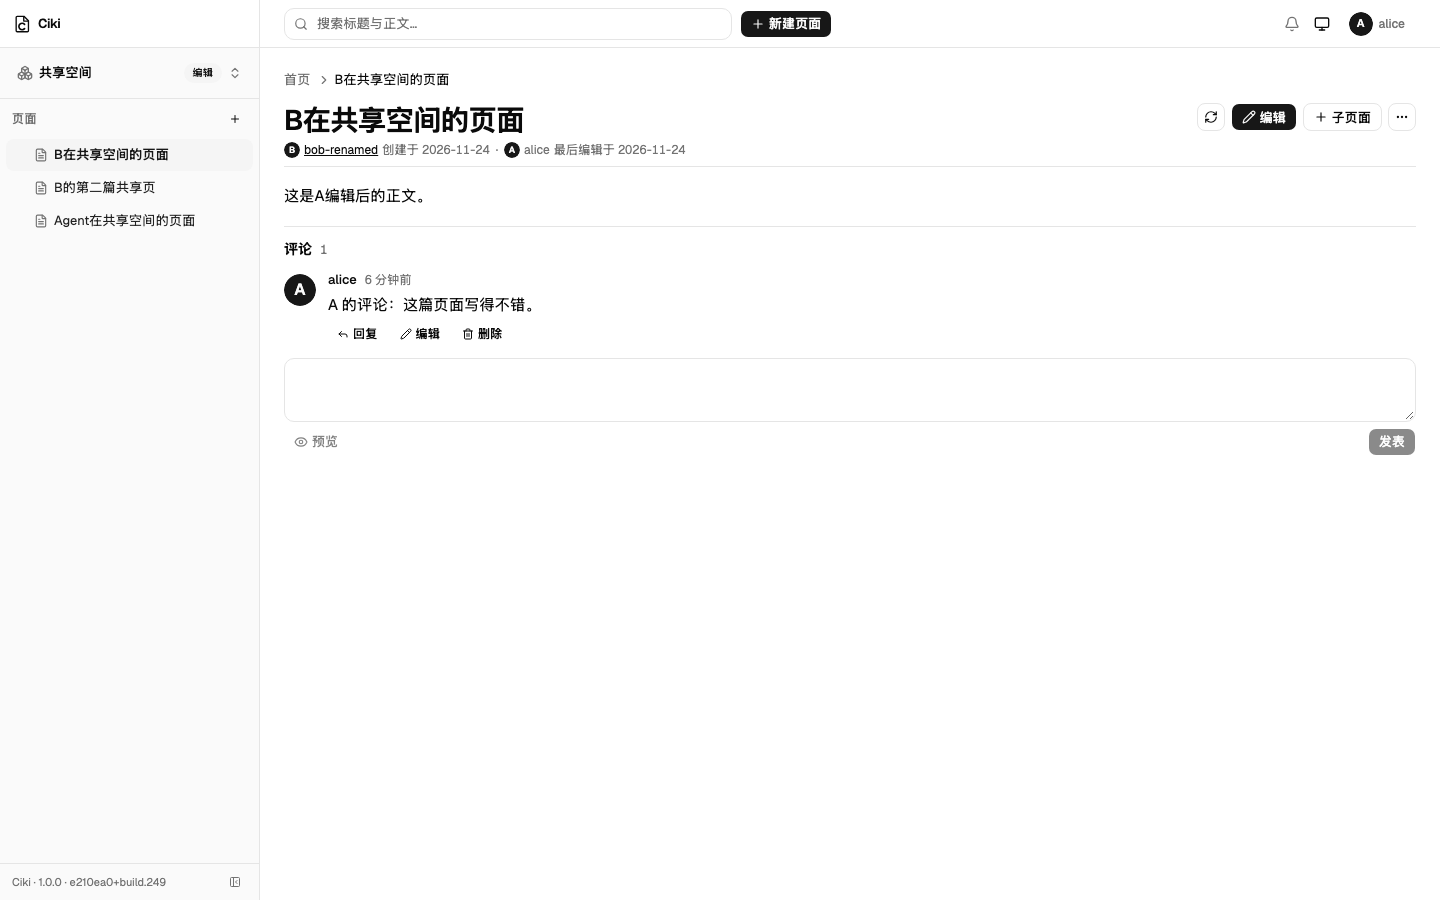 Ciki
搜索标题与正文...
新建页面
A alice
共享空间
编辑
页面
B在共享空间的页面
B的第二篇共享页
Agent在共享空间的页面
首页 B在共享空间的页面
B在共享空间的页面
编辑
子页面
B bob-renamed 创建于 2026-11-24 · A alice 最后编辑于 2026-11-24
这是A编辑后的正文。
评论 1
A
alice 6 分钟前
A 的评论：这篇页面写得不错。
回复 编辑 删除
预览
发表
Ciki · 1.0.0 · e210ea0+build.249